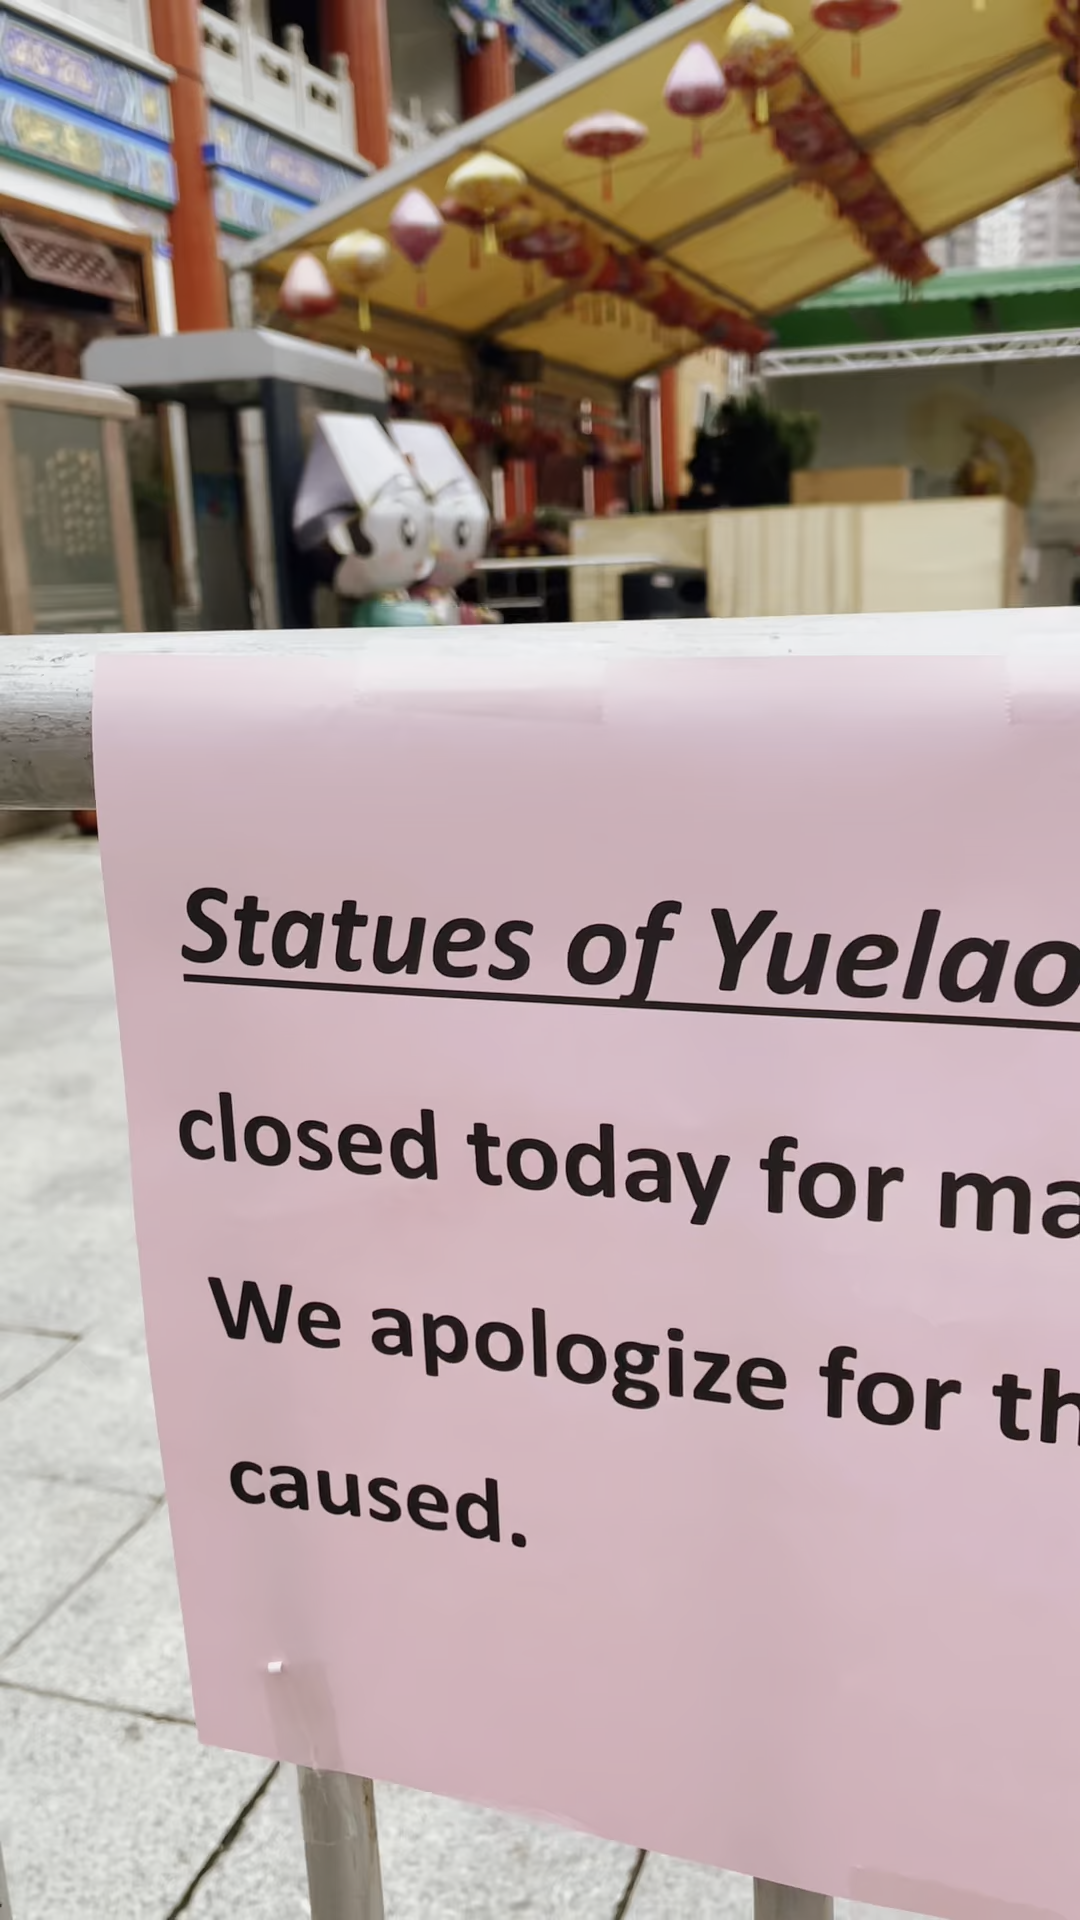 Statues of Yuelao
closed today for ma
We apologize for th
caused.